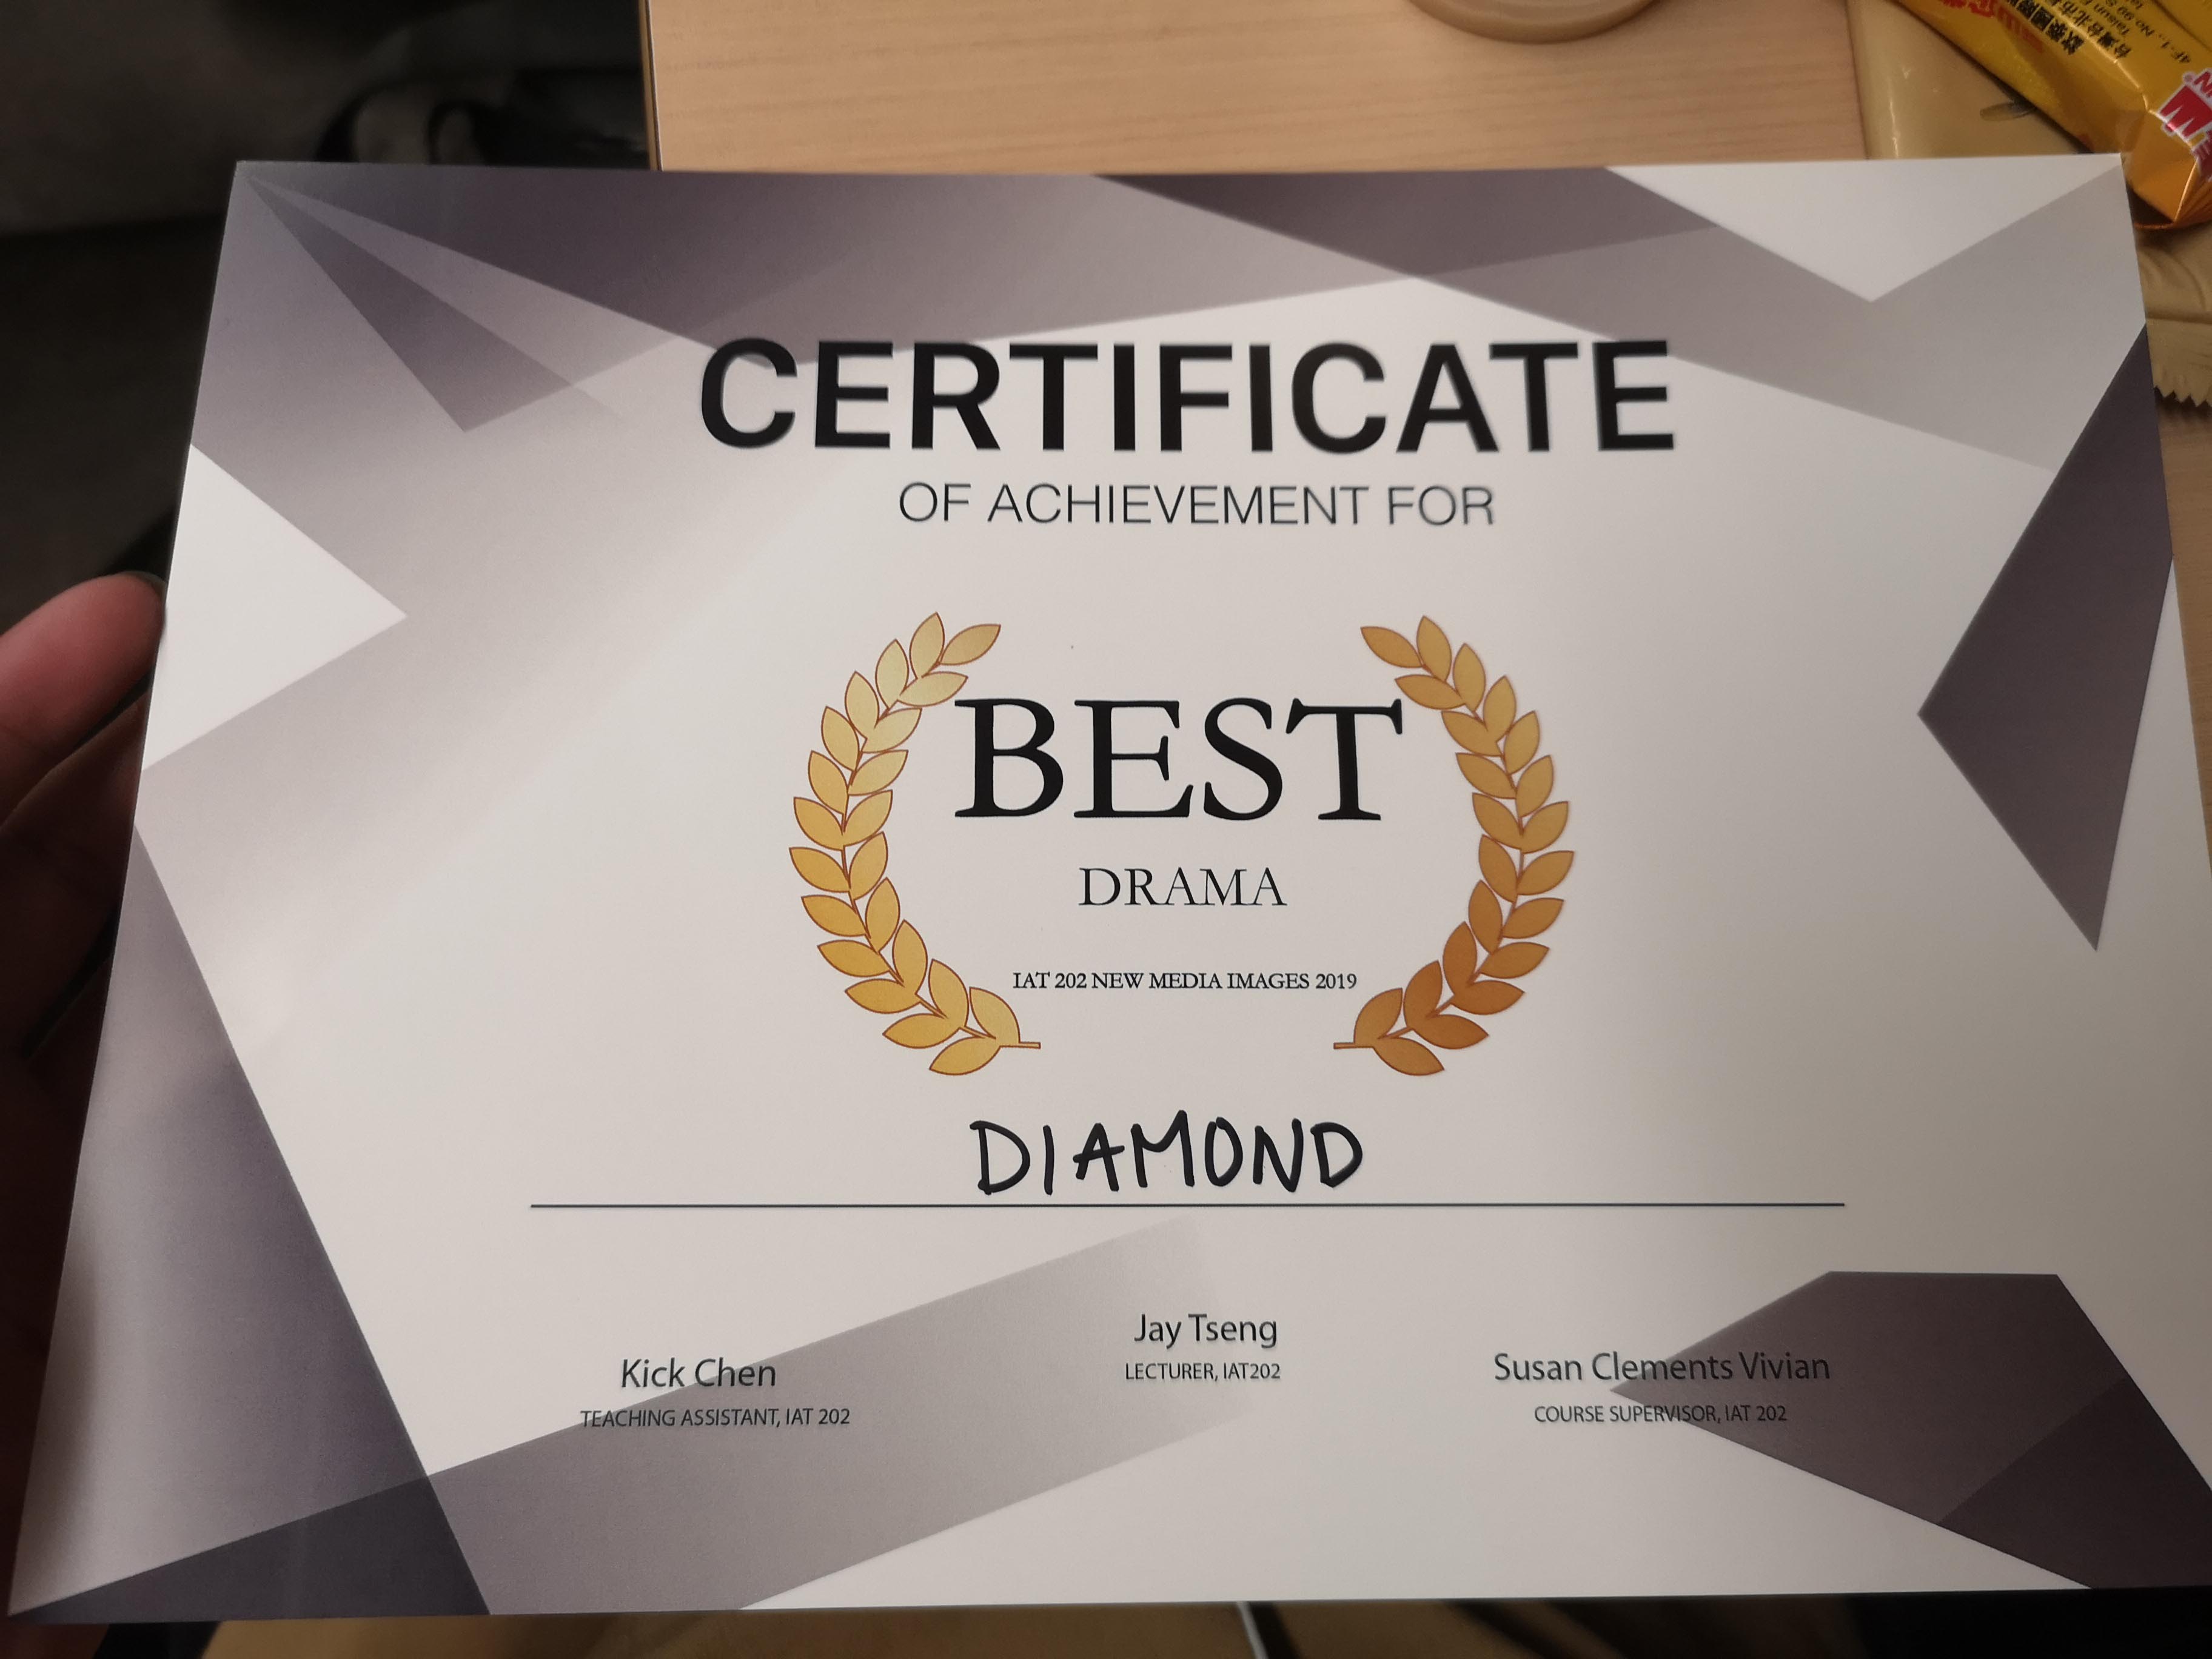 CERTIFICATE
OF ACHIEVEMENT FOR
BEST
DRAMA
IAT 202 NEW MEDIA IMAGES 2019
DIAMOND
Kick Chen
TEACHING ASSISTANT, IAT 202
Jay Tseng
LECTURER, IAT202
Susan Clements Vivian
COURSE SUPERVISOR, IAT 202